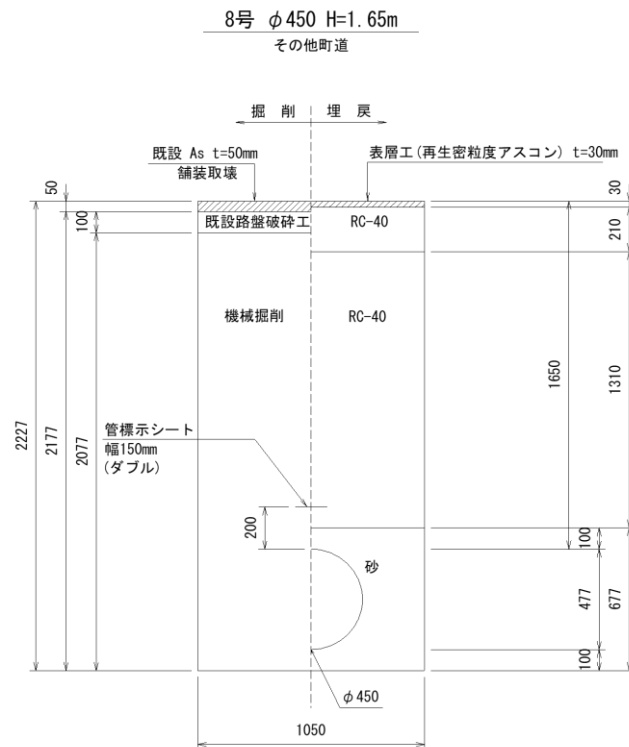 8号 φ450 H=1.65m
その他町道
掘 削 埋 戻
既設 As t=50mm
舗装取壊
表層工(再生密粒度アスコン) t=30mm
50
30
100
既設路盤破砕工
RC-40
210
機械掘削
RC-40
1650
1310
2227
2177
2077
管標示シート
幅150mm
(ダブル)
200
100
砂
477
677
100
φ450
1050